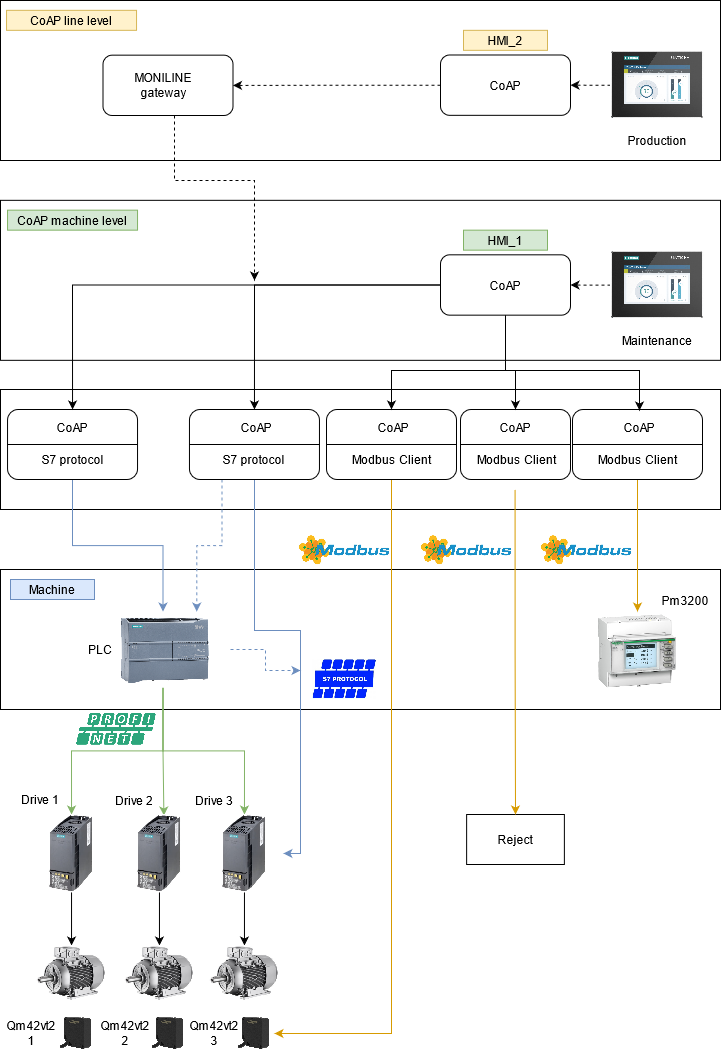 CoAP line level
HMI_2
MONILINE
gateway
CoAP
SIEMENS
Production
CoAP machine level
HMI_1
CoAP
SIEMENS
Maintenance
CoAP
CoAP
CoAP
CoAP
CoAP
S7 protocol
S7 protocol
Modbus Client
Modbus Client
Modbus Client
Modbus
Modbus
Modbus
Machine
Pm3200
PLC
S7 PROTOCOL
PROFI
NET
Drive 1
Drive 2
Drive 3
Reject
Qm42vt2
1
Qm42vt2
2
Qm42vt2
3